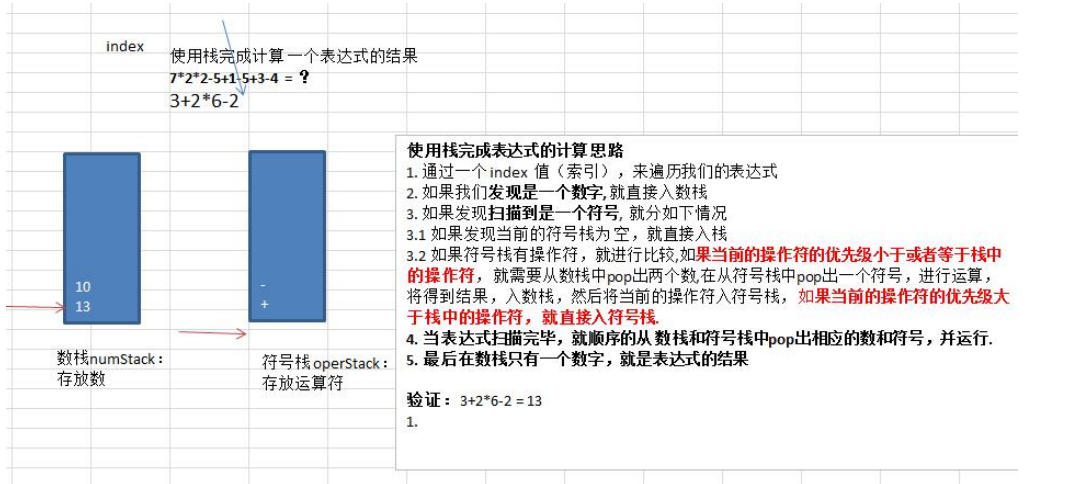 index
使用栈完成计算 一个表达式的结果
7*2*2-5+1-5+3-4 = ?
3+2*6-2
10
13
-
+
数栈numStack：
存放数
符号栈operStack：
存放运算符
使用栈完成表达式的计算 思路
1. 通过一个 index 值（索引），来遍历我们的表达式
2. 如果我们发现是一个数字, 就直接入数栈
3. 如果发现扫描到是一个符号, 就分如下情况
3.1 如果发现当前的符号栈为 空，就直接入栈
3.2 如果符号栈有操作符，就进行比较,如果当前的操作符的优先级小于或者等于栈中
的操作符， 就需要从数栈中pop出两个数,在从符号栈中pop出一个符号，进行运算，
将得到结果，入数栈，然后将当前的操作符入符号栈， 如果当前的操作符的优先级大
于栈中的操作符， 就直接入符号栈.
4. 当表达式扫描完毕，就顺序的从 数栈和符号栈中pop出相应的数和符号，并运行.
5. 最后在数栈只有一个数字，就是表达式的结果
验证： 3+2*6-2 = 13
1.